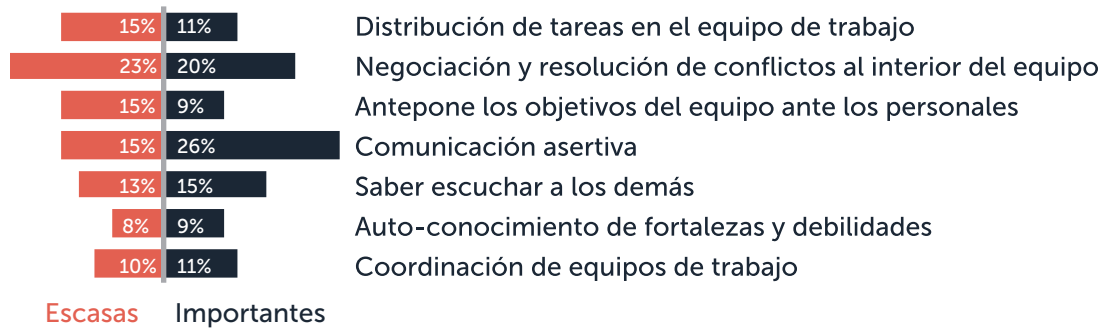 15% 11% Distribución de tareas en el equipo de trabajo
23% 20% Negociación y resolución de conflictos al interior del equipo
15% 9% Antepone los objetivos del equipo ante los personales
15% 26% Comunicación asertiva
13% 15% Saber escuchar a los demás
8% 9% Auto-conocimiento de fortalezas y debilidades
10% 11% Coordinación de equipos de trabajo
Escasas Importantes